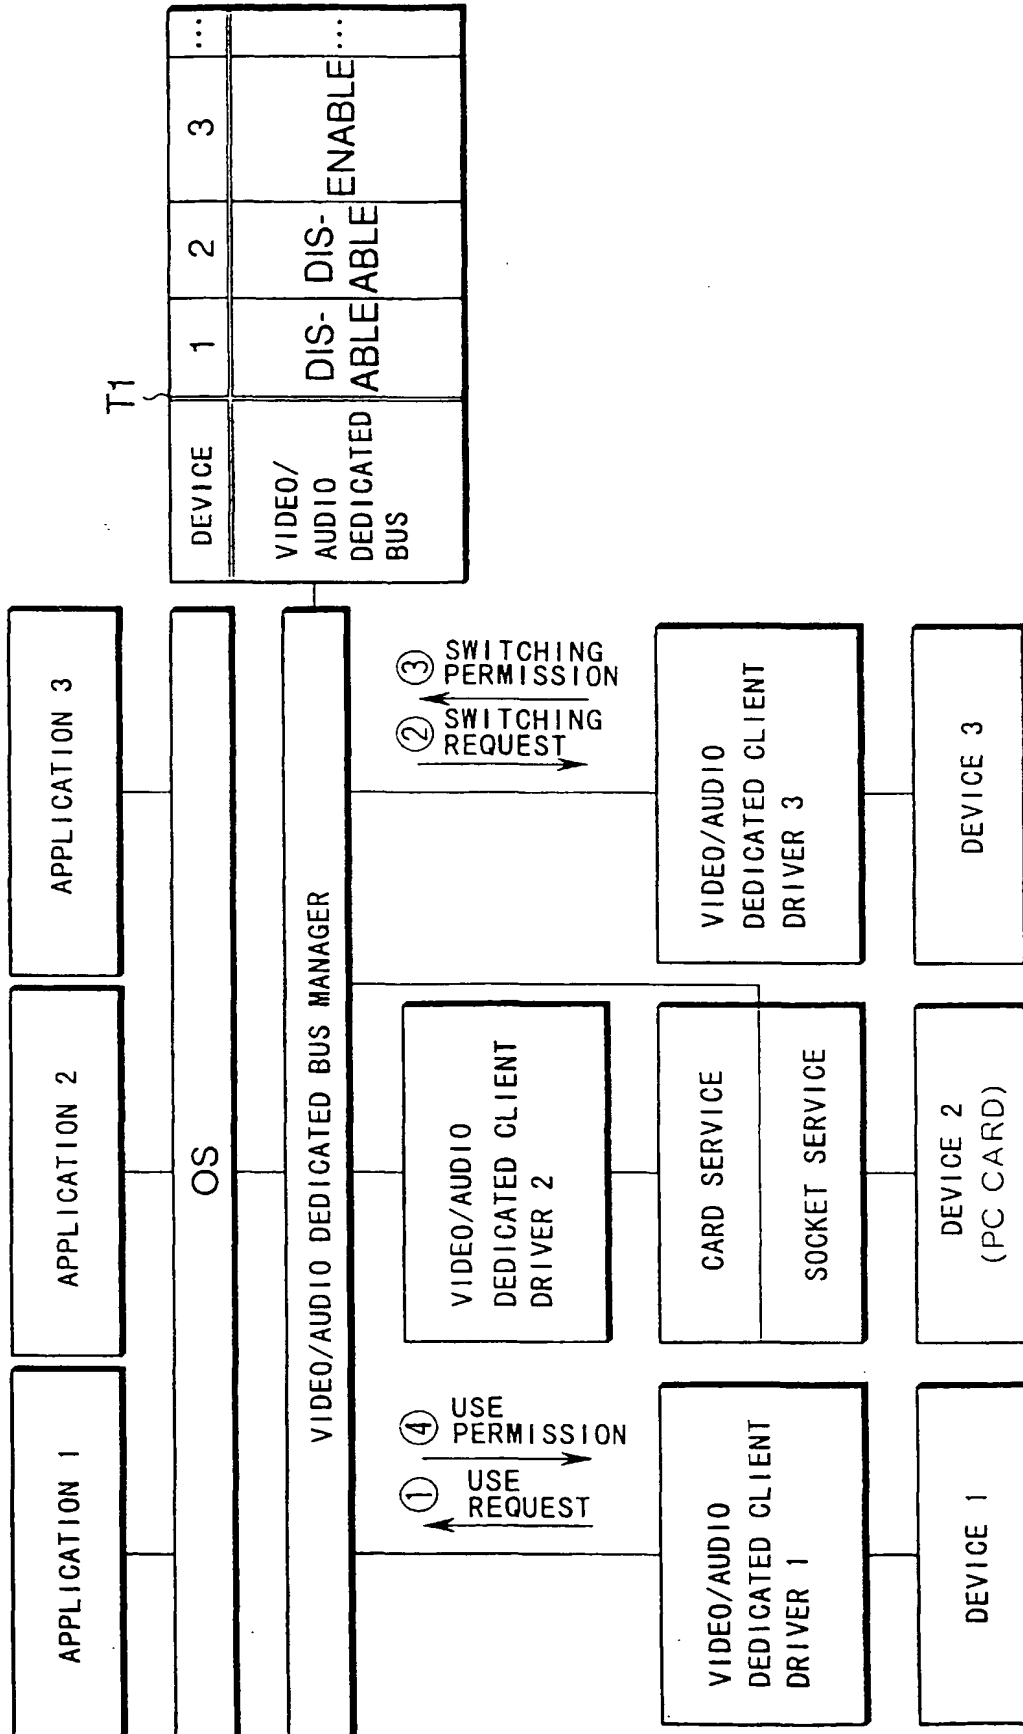 APPLICATION 1
APPLICATION 2
APPLICATION 3
OS
VIDEO/AUDIO DEDICATED BUS MANAGER
T1
DEVICE 1 2 3 ...
VIDEO/
AUDIO
DEDICATED
BUS
DIS-
ABLE
DIS-
ABLE
ENABLE
...
① USE
REQUEST
④ USE
PERMISSION
② SWITCHING
REQUEST
③ SWITCHING
PERMISSION
VIDEO/AUDIO
DEDICATED CLIENT
DRIVER 1
VIDEO/AUDIO
DEDICATED CLIENT
DRIVER 2
VIDEO/AUDIO
DEDICATED CLIENT
DRIVER 3
CARD SERVICE
SOCKET SERVICE
DEVICE 1
DEVICE 2
(PC CARD)
DEVICE 3